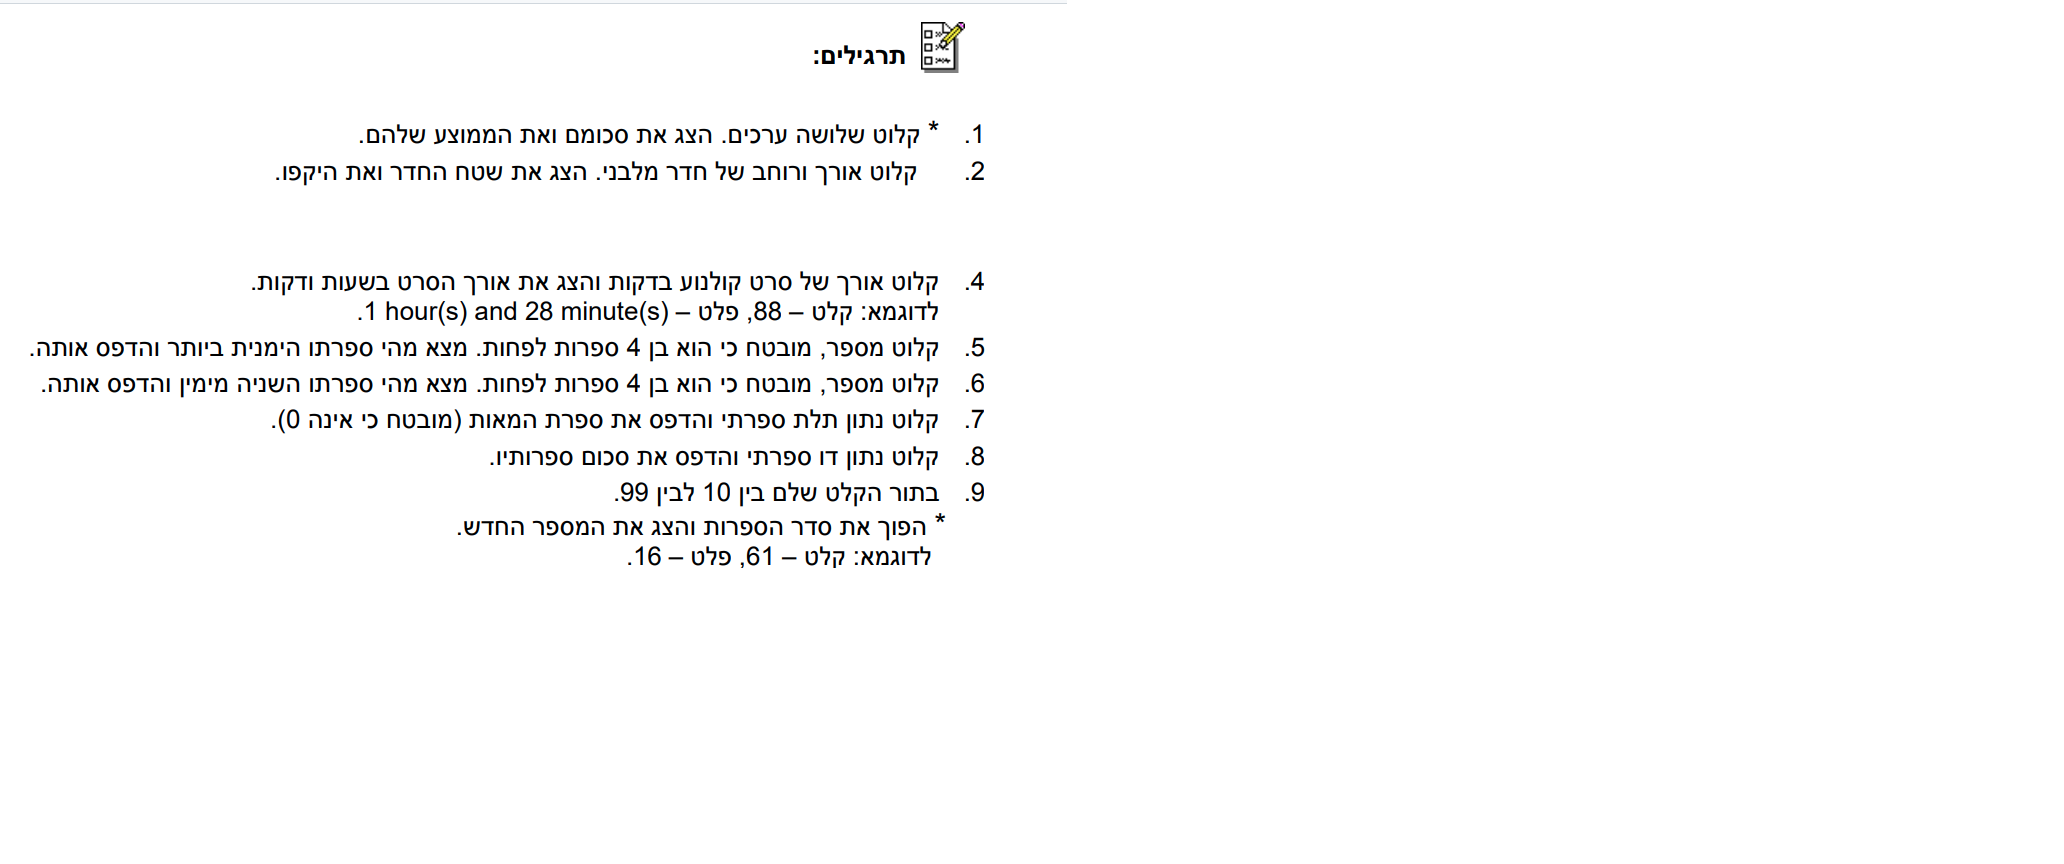 תרגילים:
1. * קלוט שלושה ערכים. הצג את סכומם ואת הממוצע שלהם.
2. קלוט אורך ורוחב של חדר מלבני. הצג את שטח החדר ואת היקפו.
4. קלוט אורך של סרט קולנוע בדקות והצג את אורך הסרט בשעות ודקות.
לדוגמא: קלט – 88, פלט – 1 hour(s) and 28 minute(s).
5. קלוט מספר, מובטח כי הוא בן 4 ספרות לפחות. מצא מהי ספרתו הימנית ביותר והדפס אותה.
6. קלוט מספר, מובטח כי הוא בן 4 ספרות לפחות. מצא מהי ספרתו השניה מימין והדפס אותה.
7. קלוט נתון תלת ספרתי והדפס את ספרת המאות (מובטח כי אינה 0).
8. קלוט נתון דו ספרתי והדפס את סכום ספרותיו.
9. בתור הקלט שלם בין 10 לבין 99.
* הפוך את סדר הספרות והצג את המספר החדש.
לדוגמא: קלט – 61, פלט – 16.